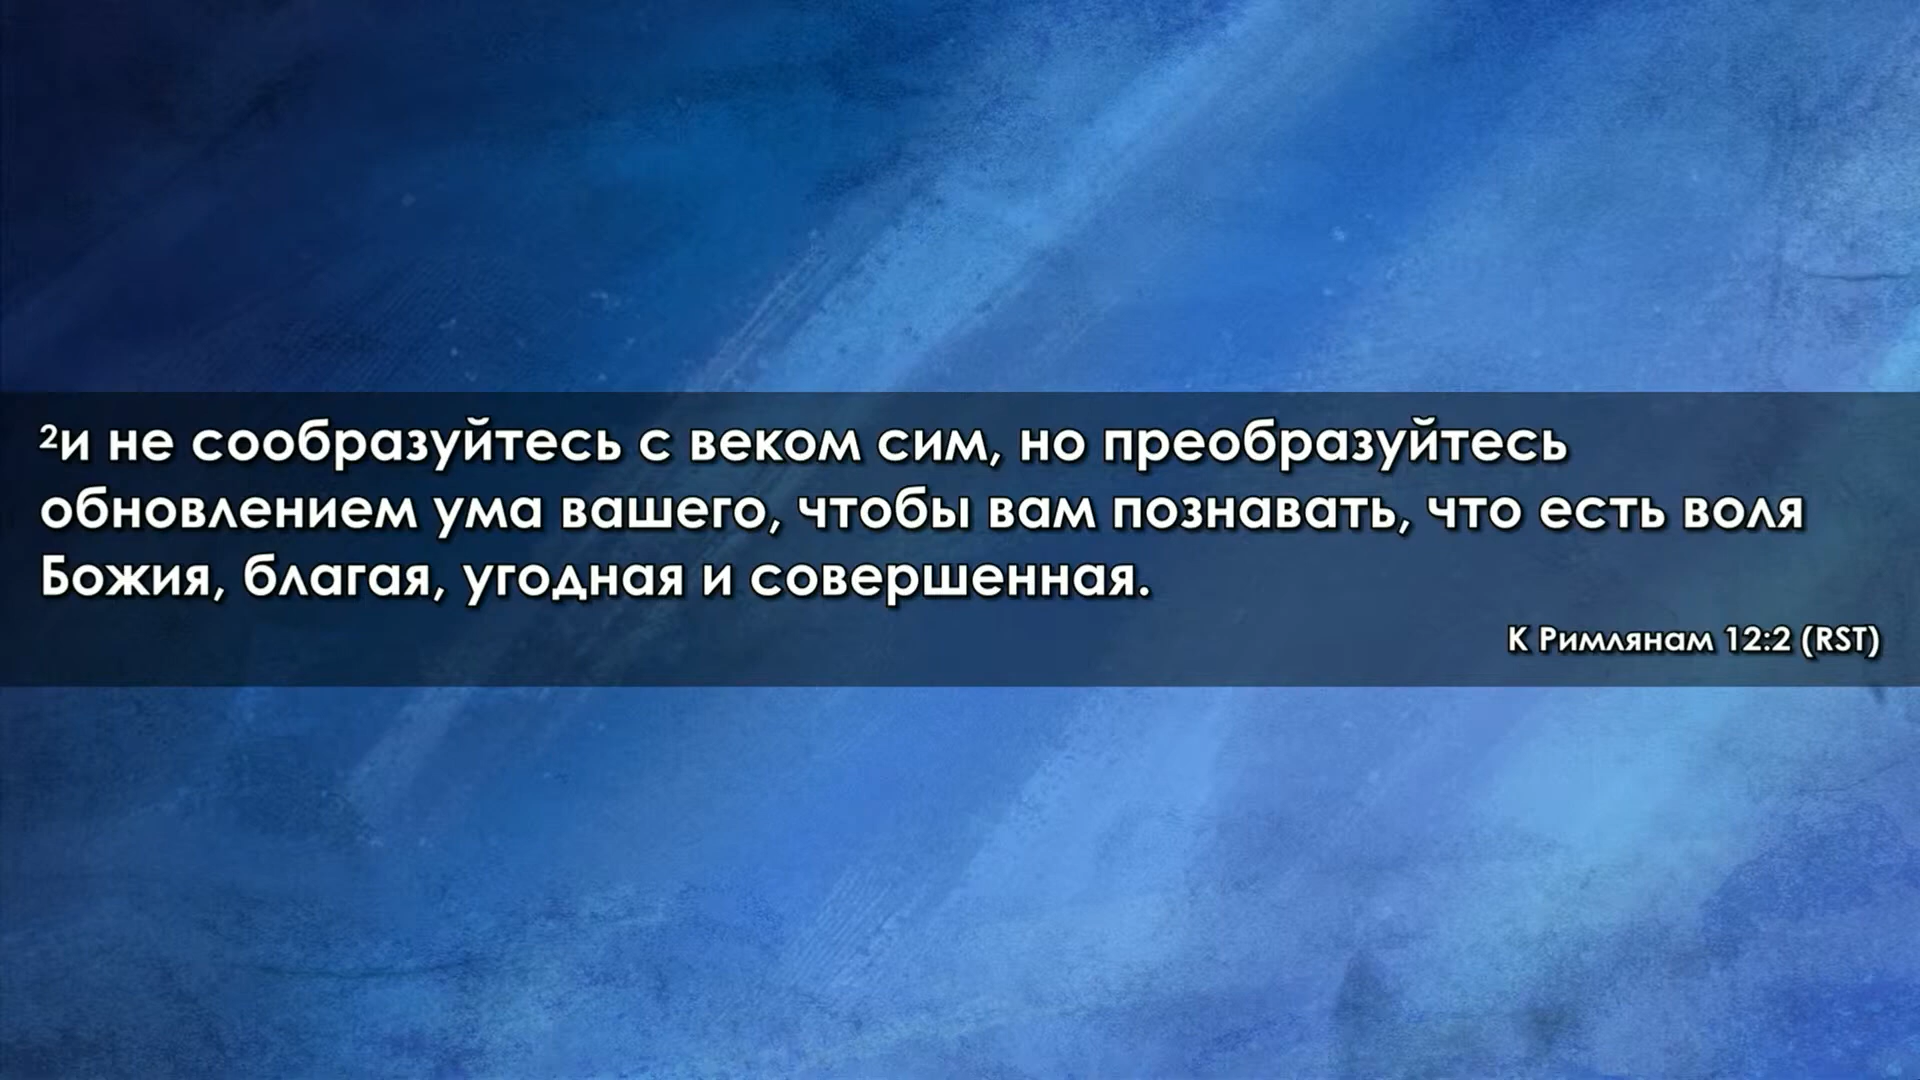 ²и не сообразуйтесь с веком сим, но преобразуйтесь
обновлением ума вашего, чтобы вам познавать, что есть воля
Божия, благая, угодная и совершенная.
К Римлянам 12:2 (RST)